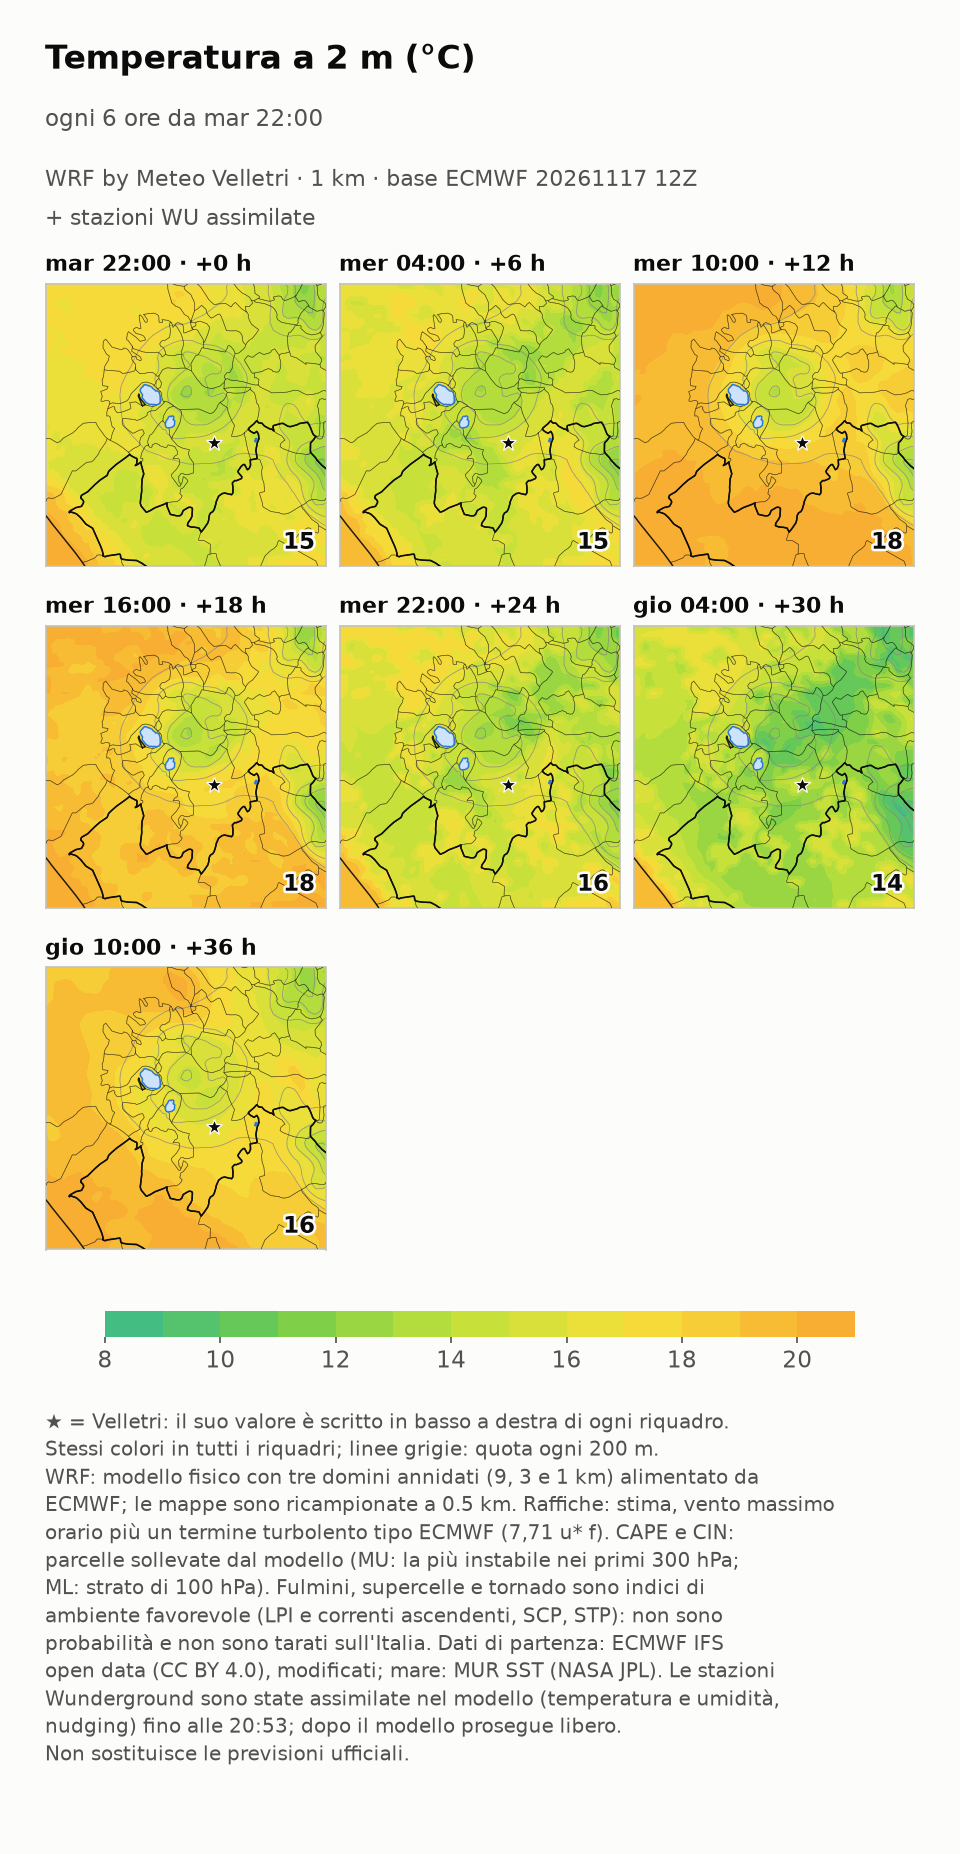 Temperatura a 2 m (°C)
ogni 6 ore da mar 22:00
WRF by Meteo Velletri · 1 km · base ECMWF 20261117 12Z
+ stazioni WU assimilate
mar 22:00 · +0 h
mer 04:00 · +6 h
mer 10:00 · +12 h
15
15
18
mer 16:00 · +18 h
mer 22:00 · +24 h
gio 04:00 · +30 h
18
16
14
gio 10:00 · +36 h
16
8 10 12 14 16 18 20
★ = Velletri: il suo valore è scritto in basso a destra di ogni riquadro.
Stessi colori in tutti i riquadri; linee grigie: quota ogni 200 m.
WRF: modello fisico con tre domini annidati (9, 3 e 1 km) alimentato da
ECMWF; le mappe sono ricampionate a 0.5 km. Raffiche: stima, vento massimo
orario più un termine turbolento tipo ECMWF (7,71 u* f). CAPE e CIN:
parcelle sollevate dal modello (MU: la più instabile nei primi 300 hPa;
ML: strato di 100 hPa). Fulmini, supercelle e tornado sono indici di
ambiente favorevole (LPI e correnti ascendenti, SCP, STP): non sono
probabilità e non sono tarati sull'Italia. Dati di partenza: ECMWF IFS
open data (CC BY 4.0), modificati; mare: MUR SST (NASA JPL). Le stazioni
Wunderground sono state assimilate nel modello (temperatura e umidità,
nudging) fino alle 20:53; dopo il modello prosegue libero.
Non sostituisce le previsioni ufficiali.